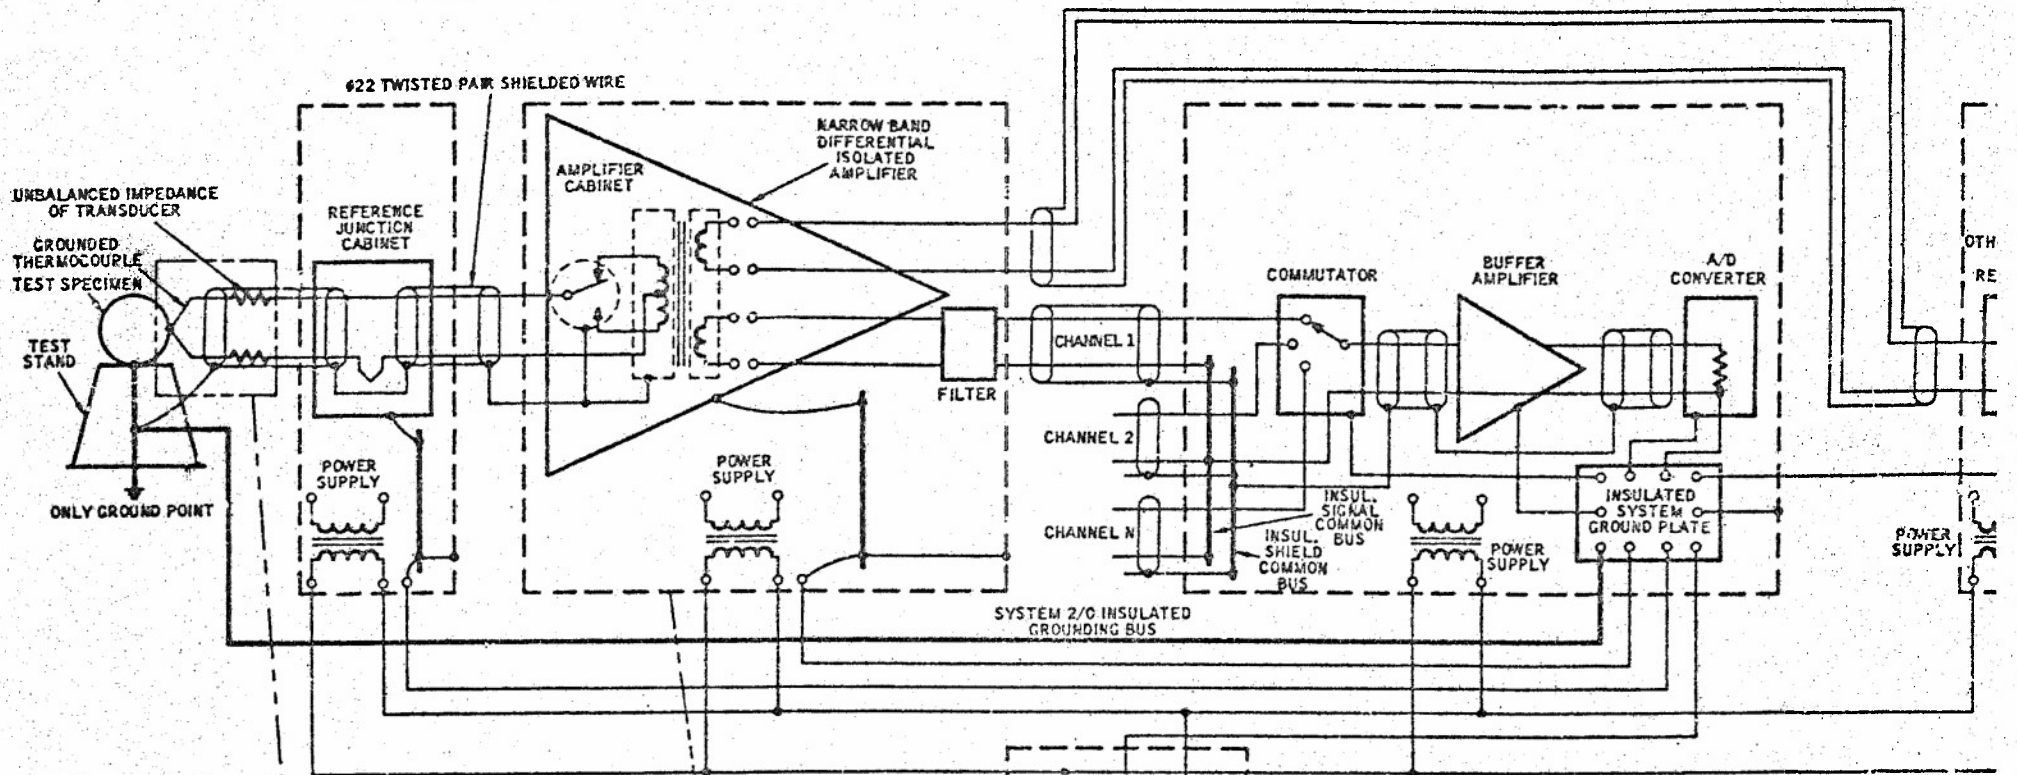 #22 TWISTED PAIR SHIELDED WIRE
NARROW BAND
DIFFERENTIAL
ISOLATED
AMPLIFIER
AMPLIFIER
CABINET
UNBALANCED IMPEDANCE
OF TRANSDUCER
REFERENCE
JUNCTION
CABINET
GROUNDED
THERMOCOUPLE
TEST SPECIMEN
TEST
STAND
ONLY GROUND POINT
POWER
SUPPLY
POWER
SUPPLY
FILTER
CHANNEL 1
CHANNEL 2
CHANNEL N
COMMUTATOR
BUFFER
AMPLIFIER
A/D
CONVERTER
INSUL.
SIGNAL
COMMON
BUS
INSUL.
SHIELD
COMMON
BUS
POWER
SUPPLY
INSULATED
SYSTEM
GROUND PLATE
SYSTEM 2/0 INSULATED
GROUNDING BUS
OTH
RE
POWER
SUPPLY